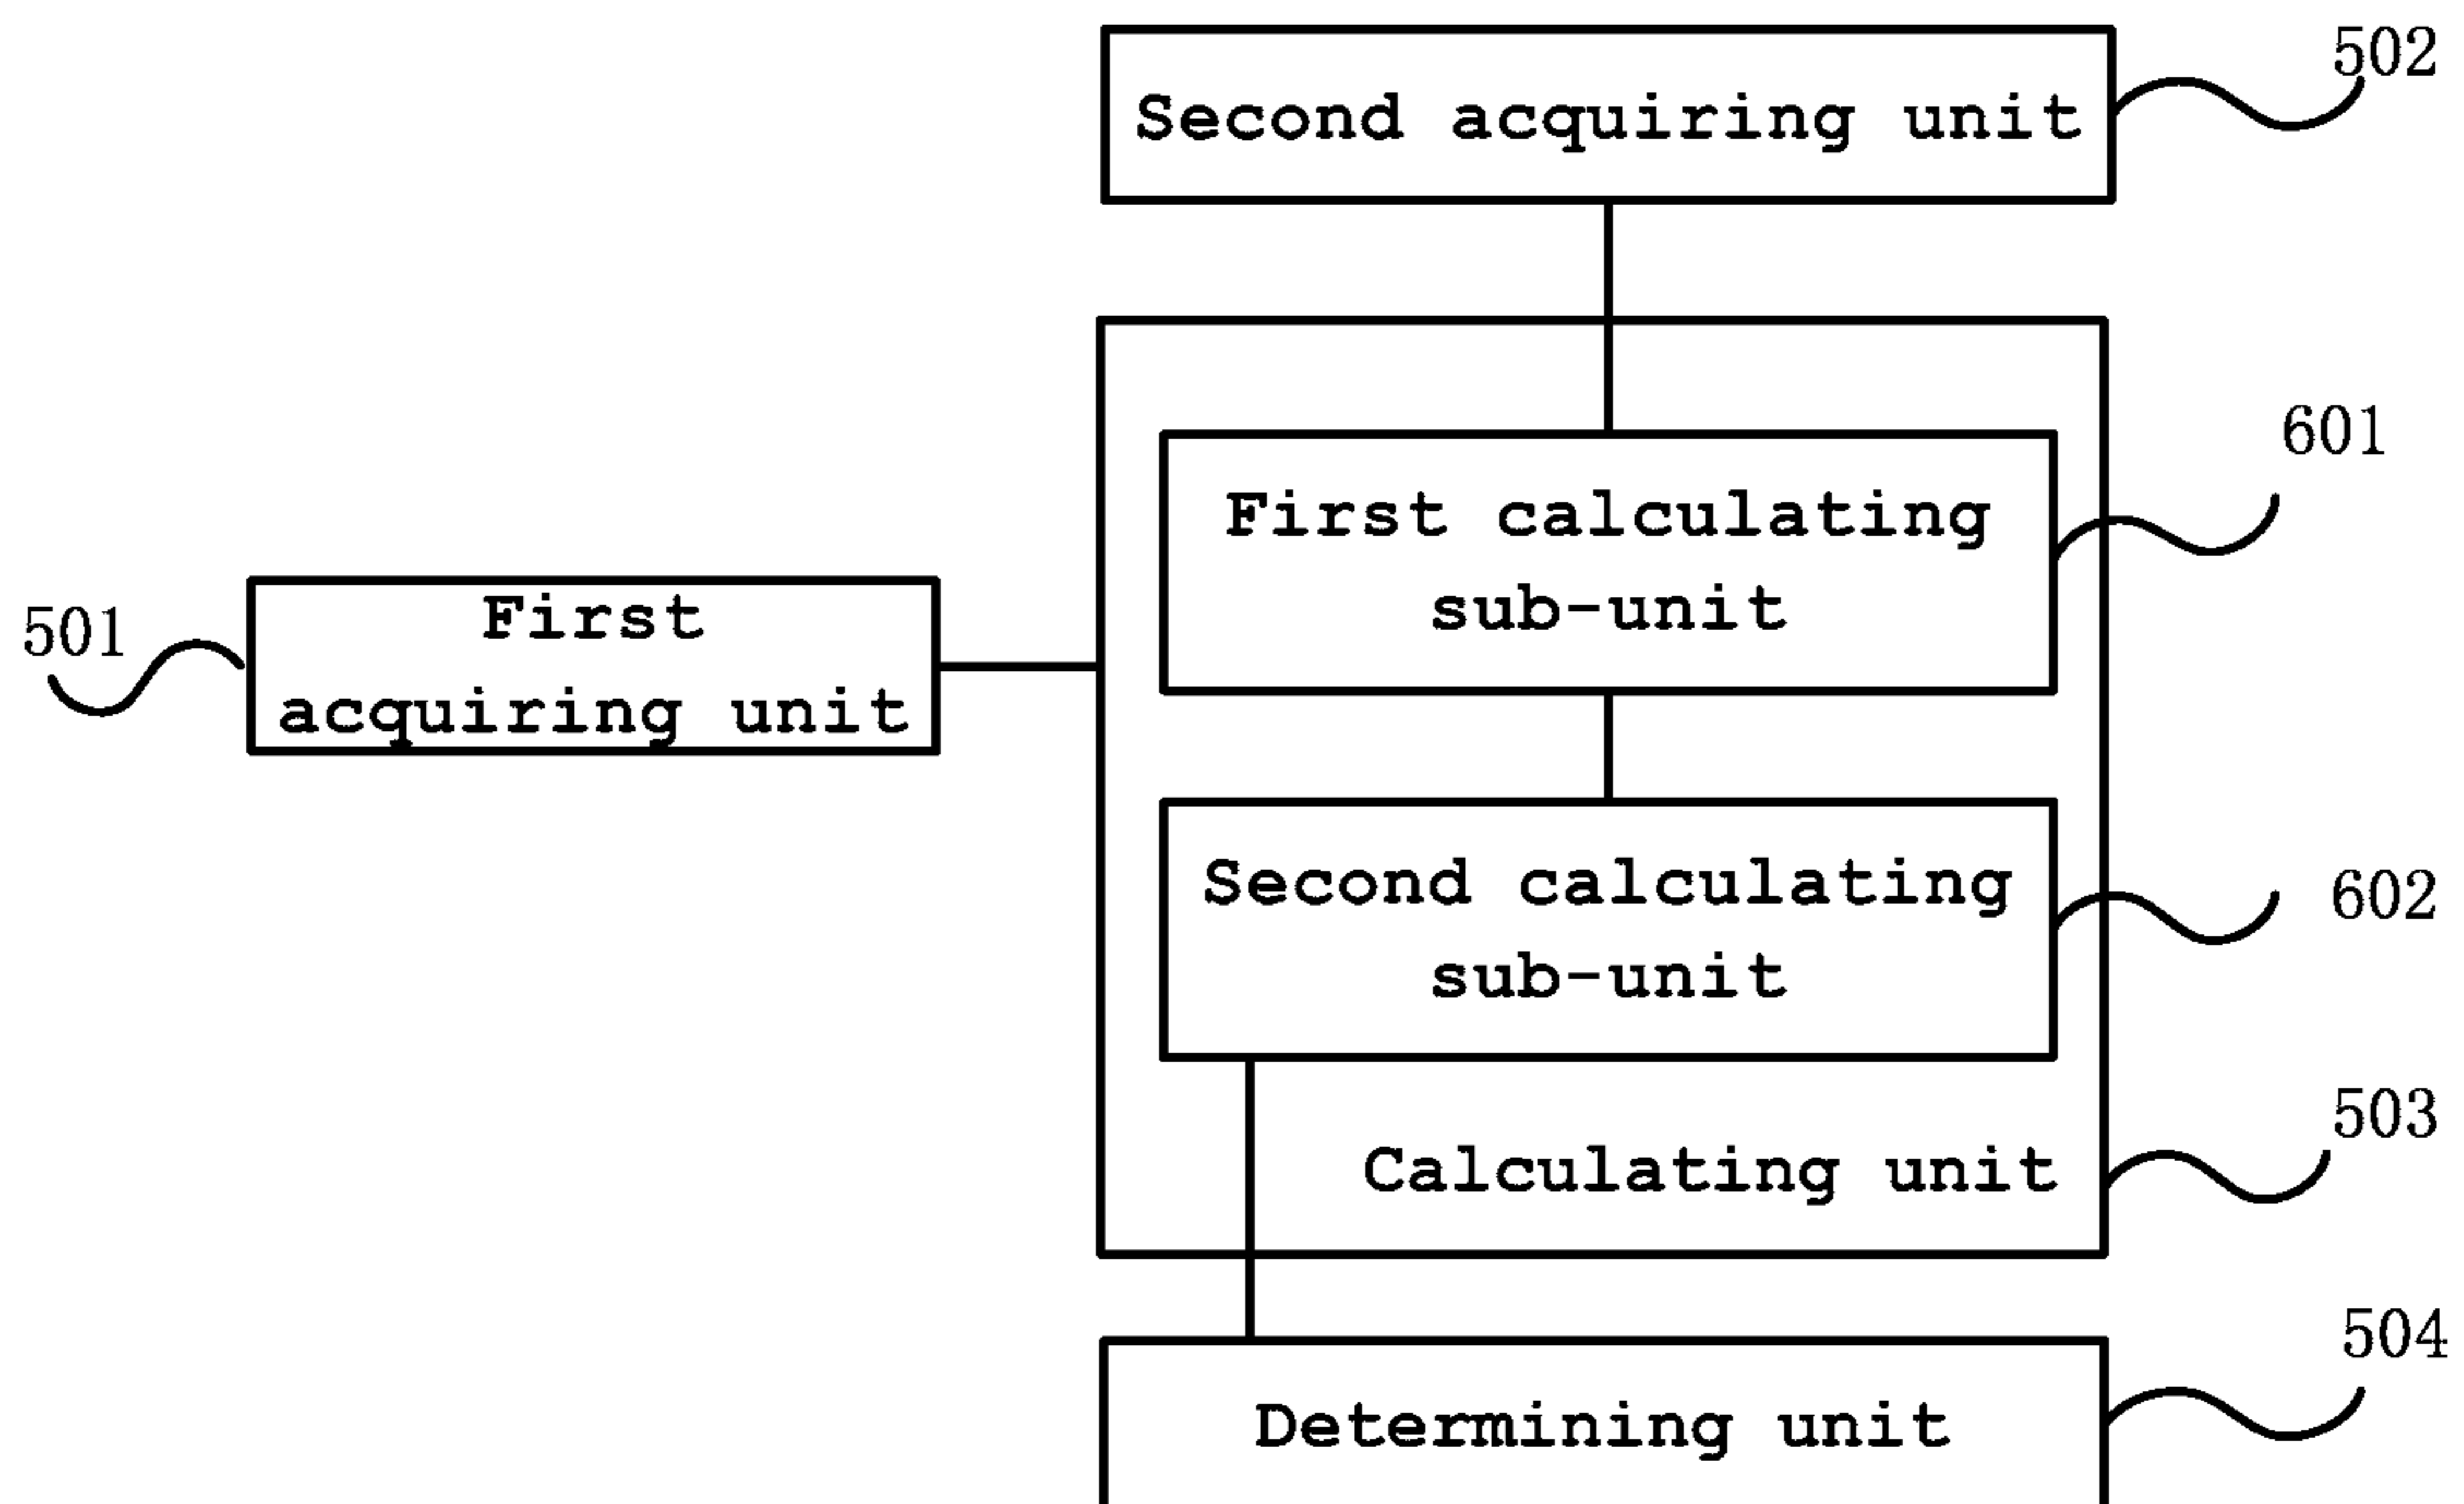 502
Second acquiring unit
601
First calculating
sub-unit
501
First
acquiring unit
Second calculating
sub-unit
602
503
Calculating unit
504
Determining unit